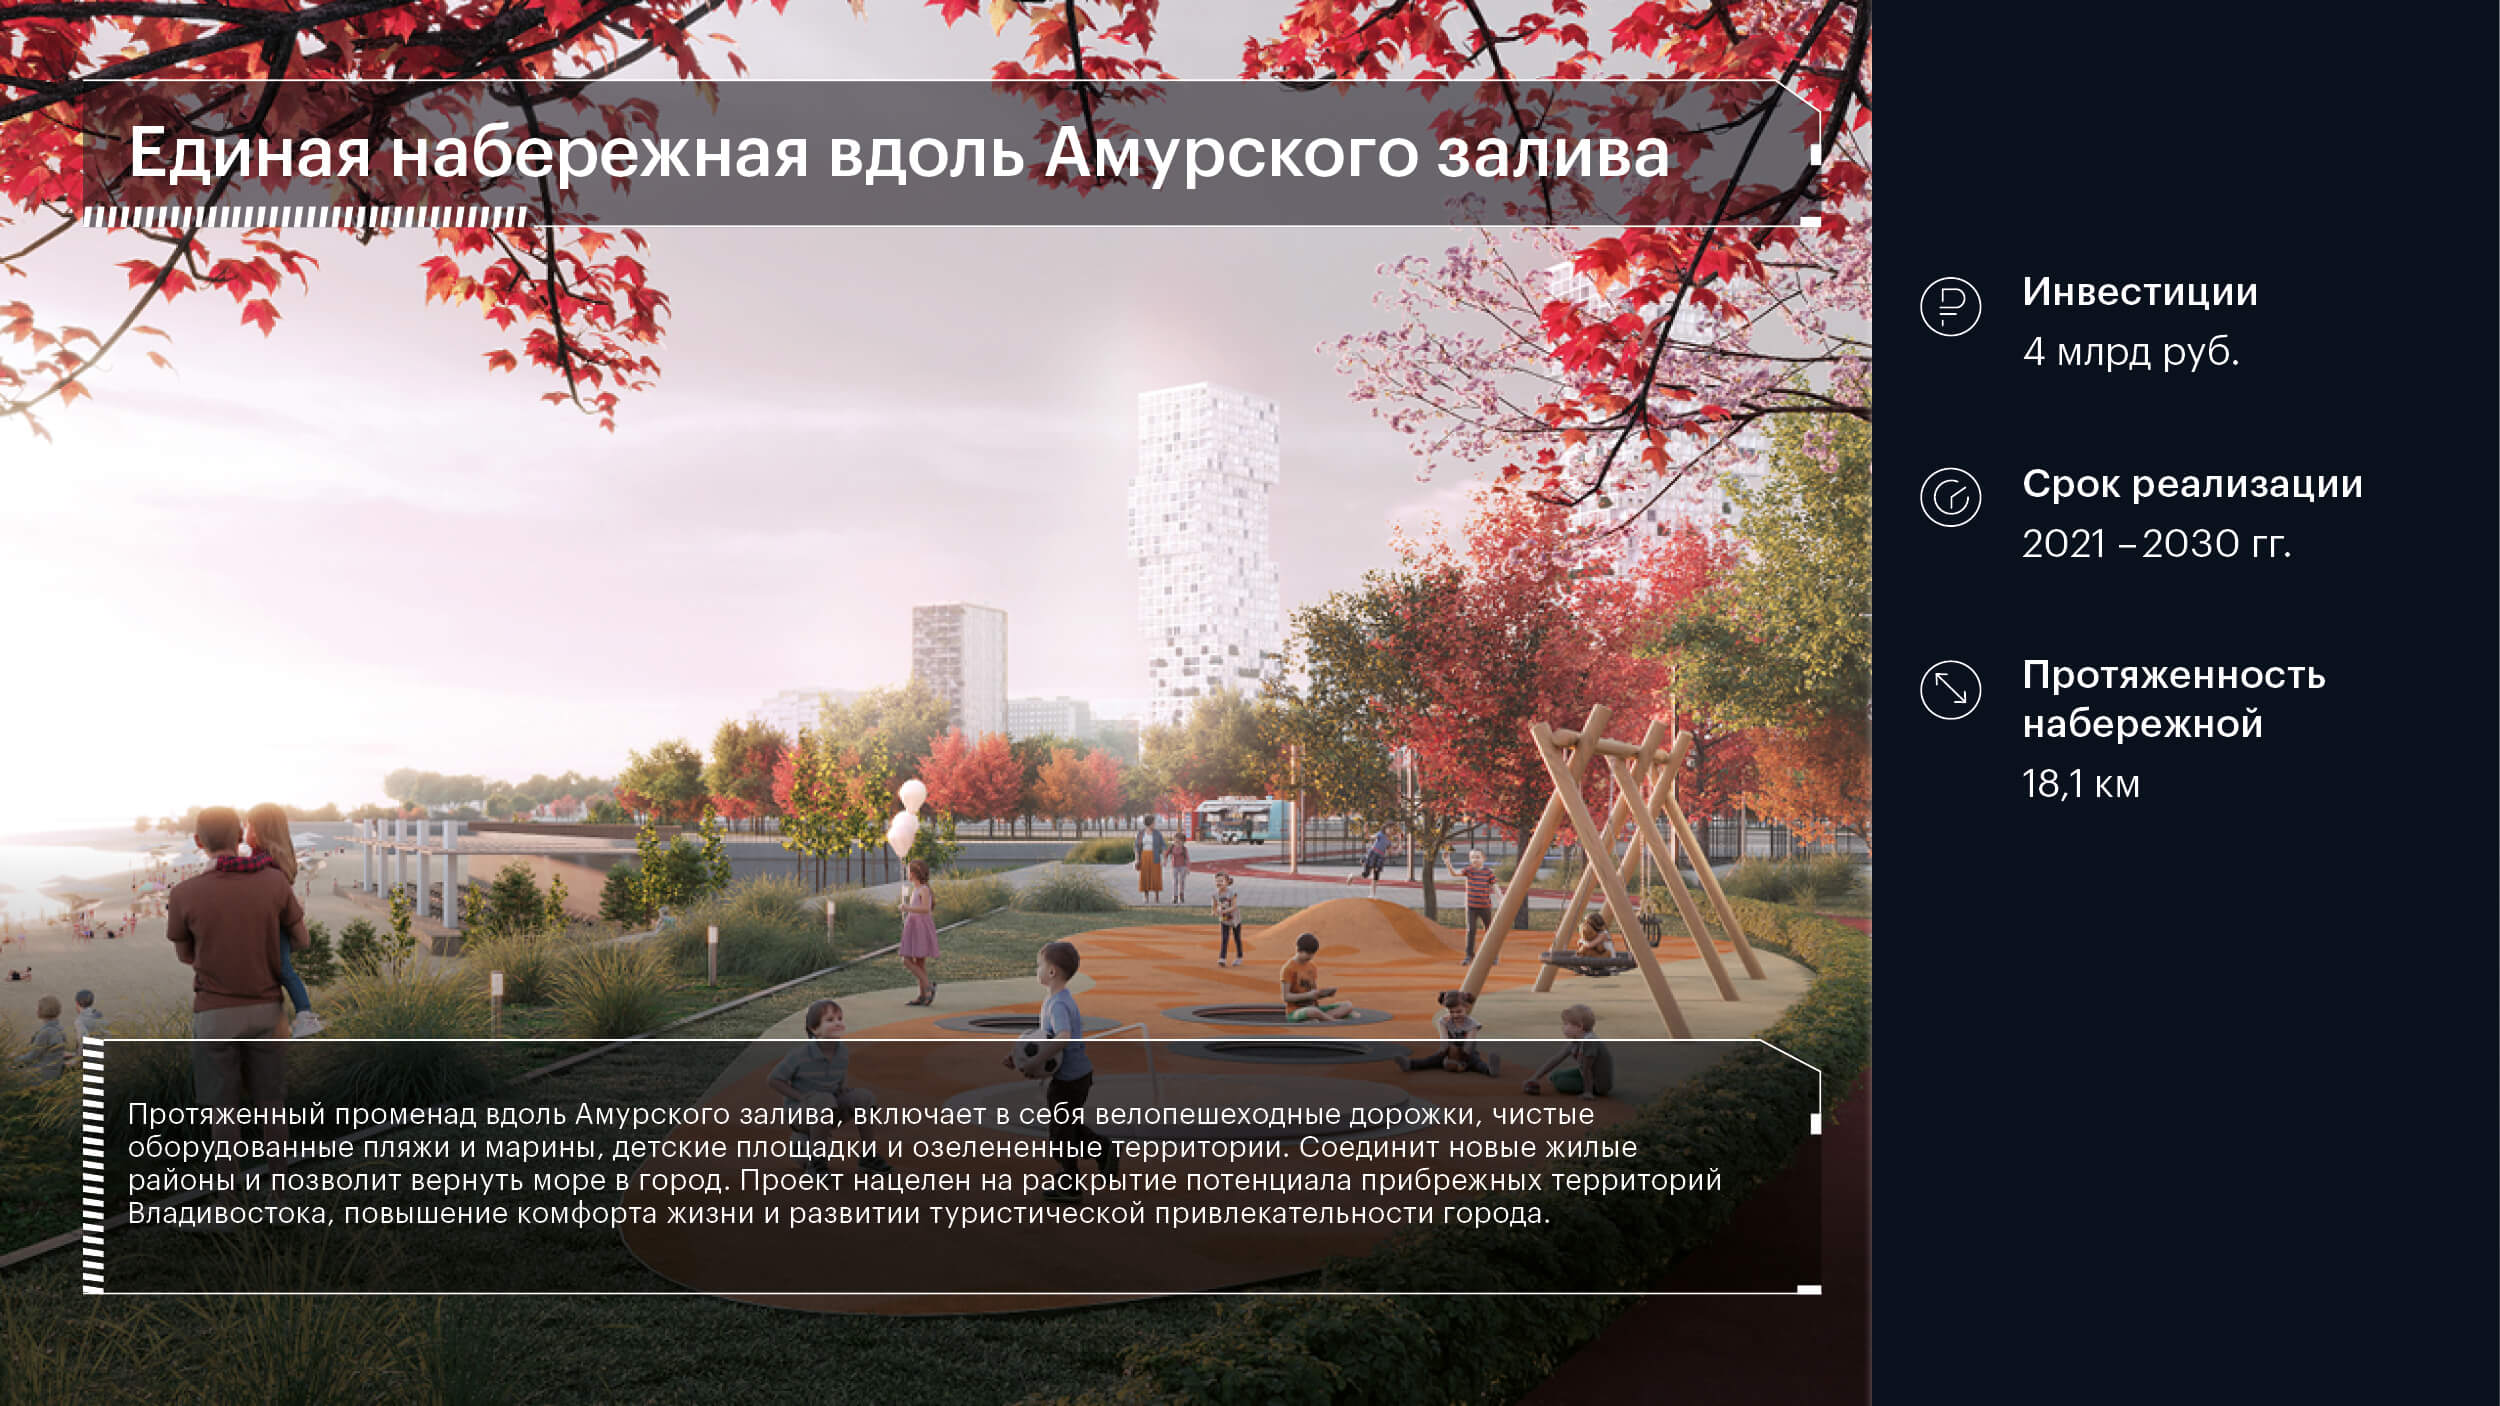 Единая набережная вдоль Амурского залива
Инвестиции
4 млрд руб.
Срок реализации
2021 – 2030 гг.
Протяженность
набережной
18,1 км
Протяженный променад вдоль Амурского залива, включает в себя велопешеходные дорожки, чистые
оборудованные пляжи и марины, детские площадки и озелененные территории. Соединит новые жилые
районы и позволит вернуть море в город. Проект нацелен на раскрытие потенциала прибрежных территорий
Владивостока, повышение комфорта жизни и развитии туристической привлекательности города.